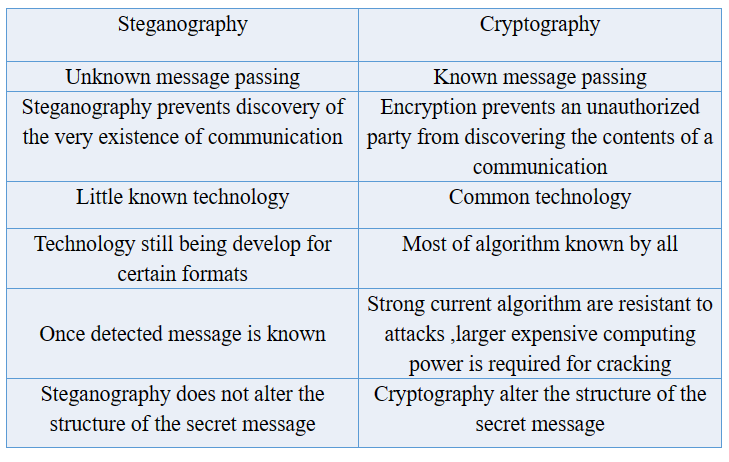 Steganography
Cryptography
Unknown message passing
Known message passing
Steganography prevents discovery of
the very existence of communication
Encryption prevents an unauthorized
party from discovering the contents of a
communication
Little known technology
Common technology
Technology still being develop for
certain formats
Most of algorithm known by all
Once detected message is known
Strong current algorithm are resistant to
attacks ,larger expensive computing
power is required for cracking
Steganography does not alter the
structure of the secret message
Cryptography alter the structure of the
secret message